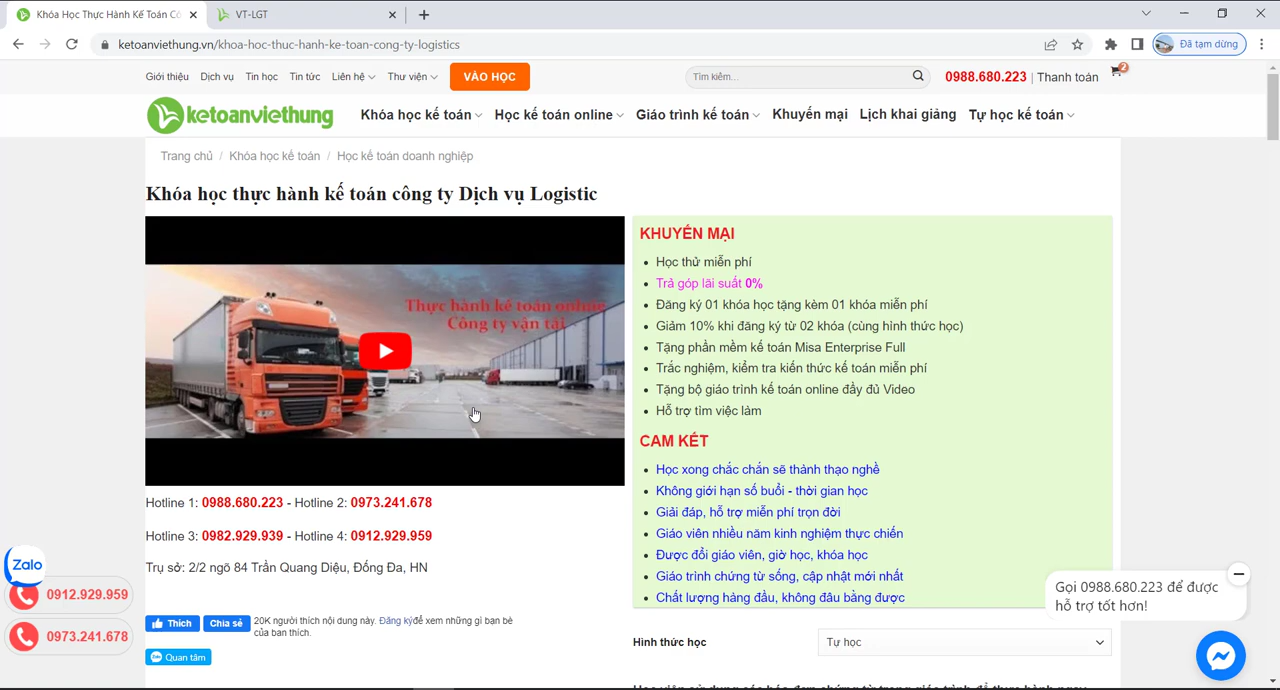 Khóa Học Thực Hành Kế Toán Cô
VT-LGT
ketoanviethung.vn/khoa-hoc-thuc-hanh-ke-toan-cong-ty-logistics
Đã tạm dừng
Giới thiệu Dịch vụ Tin học Tin tức Liên hệ Thư viện VÀO HỌC Tìm kiếm... 0988.680.223 | Thanh toán 2
ketoanviethung Khóa học kế toán Học kế toán online Giáo trình kế toán Khuyến mại Lịch khai giảng Tự học kế toán
Trang chủ / Khóa học kế toán / Học kế toán doanh nghiệp
Khóa học thực hành kế toán công ty Dịch vụ Logistic
Thực hành kế toán online
Công ty vận tải
Hotline 1: 0988.680.223 - Hotline 2: 0973.241.678
Hotline 3: 0982.929.939 - Hotline 4: 0912.929.959
Trụ sở: 2/2 ngõ 84 Trần Quang Diệu, Đống Đa, HN
Thích Chia sẻ 20K người thích nội dung này. Đăng ký để xem những gì bạn bè
của bạn thích.
Quan tâm
KHUYẾN MẠI
Học thử miễn phí
Trả góp lãi suất 0%
Đăng ký 01 khóa học tặng kèm 01 khóa miễn phí
Giảm 10% khi đăng ký từ 02 khóa (cùng hình thức học)
Tặng phần mềm kế toán Misa Enterprise Full
Trắc nghiệm, kiểm tra kiến thức kế toán miễn phí
Tặng bộ giáo trình kế toán online đầy đủ Video
Hỗ trợ tìm việc làm
CAM KẾT
Học xong chắc chắn sẽ thành thạo nghề
Không giới hạn số buổi - thời gian học
Giải đáp, hỗ trợ miễn phí trọn đời
Giáo viên nhiều năm kinh nghiệm thực chiến
Được đổi giáo viên, giờ học, khóa học
Giáo trình chứng từ sống, cập nhật mới nhất
Chất lượng hàng đầu, không đâu bằng được
Hình thức học Tự học
Zalo
0912.929.959
0973.241.678
Gọi 0988.680.223 để được
hỗ trợ tốt hơn!